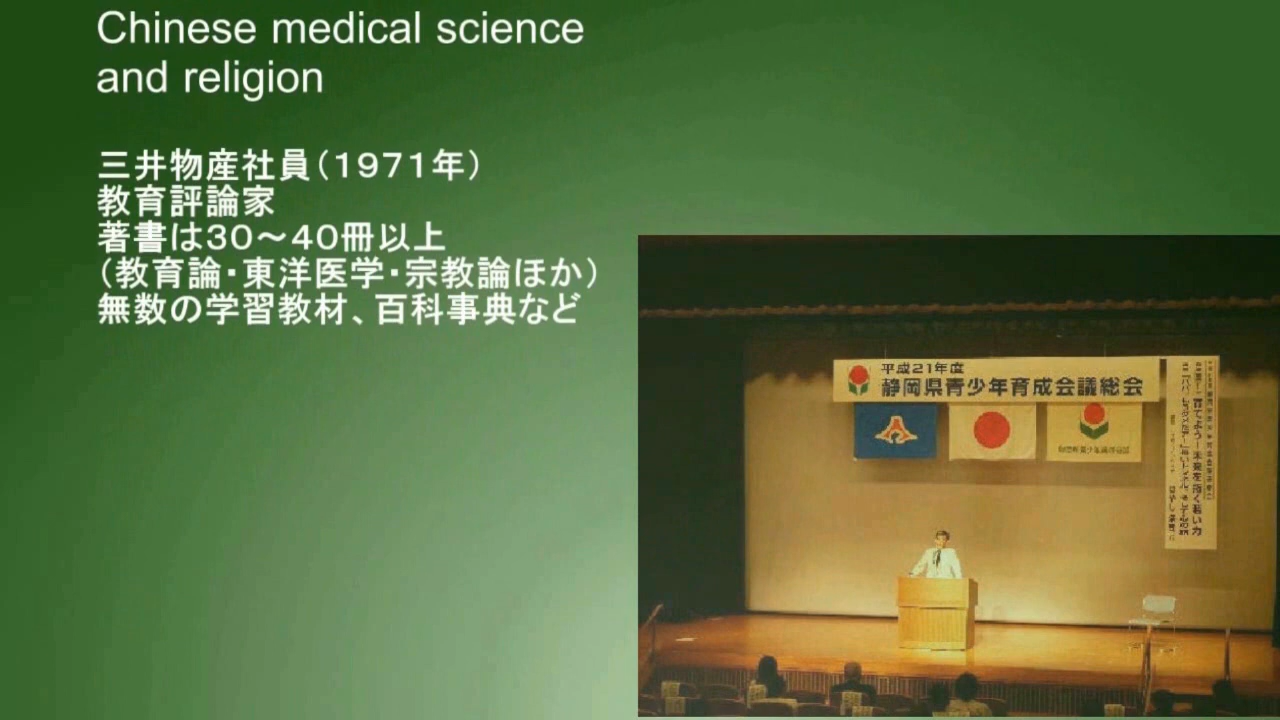 Chinese medical science
and religion
三井物産社員（１９７１年）
教育評論家
著書は３０～４０冊以上
（教育論・東洋医学・宗教論ほか）
無数の学習教材、百科事典など
平成21年度
静岡県青少年育成会議総会